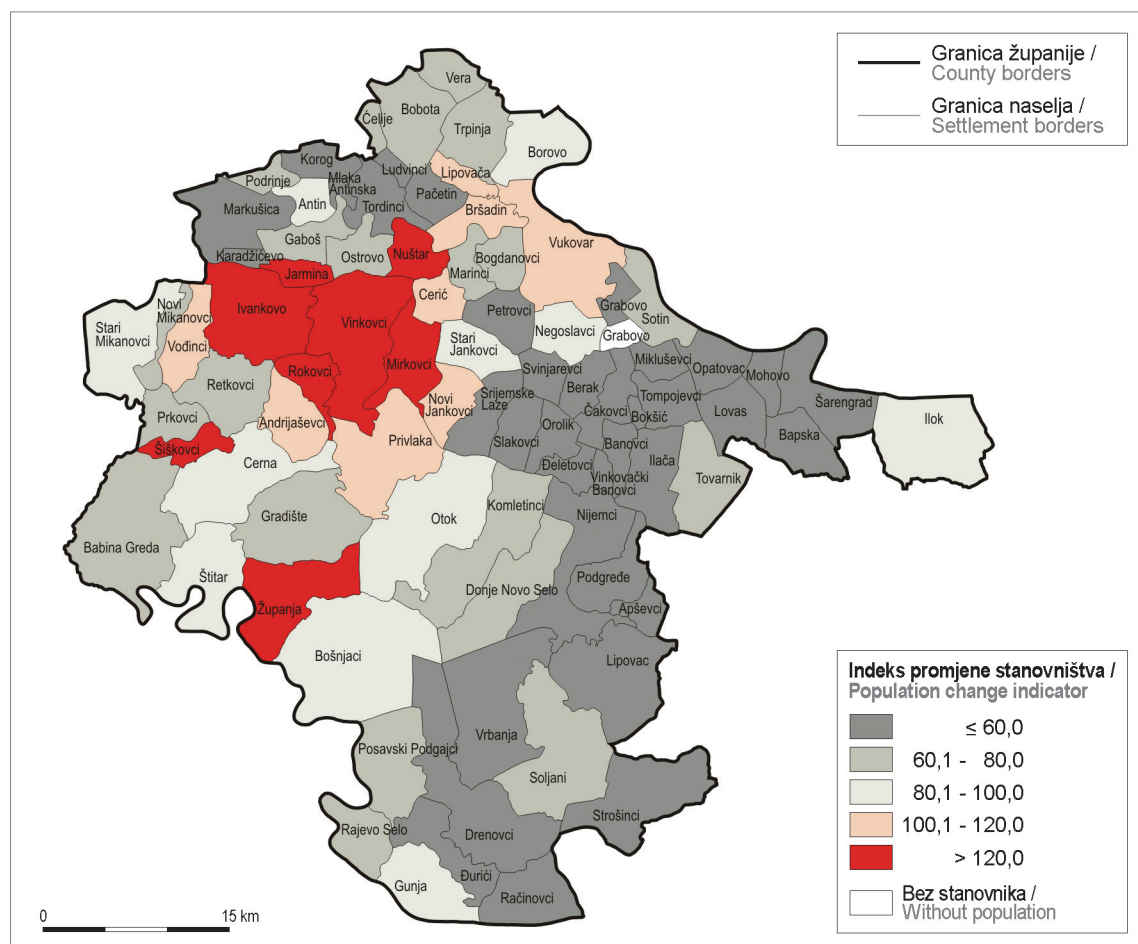 Granica županije /
County borders
Granica naselja /
Settlement borders
Vera
Bobota
Ćelije
Trpinja
Borovo
Korog
Ludvinci
Lipovača
Podrinje
Mlaka
Antinska
Pačetin
Antin
Tordinci
Markušica
Bršadin
Gaboš
Nuštar
Vukovar
Karadžićevo
Ostrovo
Bogdanovci
Jarmina
Marinci
Cerić
Novi
Mikanovci
Ivankovo
Petrovci
Grabovo
Sotin
Stari
Mikanovci
Vinkovci
Negoslavci
Grabovo
Vođinci
Stari
Jankovci
Mirkovci
Mikluševci
Rokovci
Svinjarevci
Opatovac
Mohovo
Retkovci
Srijemske
Laze
Berak
Tompojevci
Šarengrad
Novi
Jankovci
Čakovci
Bokšić
Lovas
Ilok
Prkovci
Andrijaševci
Orolik
Bapska
Privlaka
Slakovci
Banovci
Šiškovci
Cerna
Đeletovci
Ilača
Vinkovački
Banovci
Tovarnik
Komletinci
Gradište
Otok
Nijemci
Babina Greda
Štitar
Podgrađe
Donje Novo Selo
Županja
Apševci
Bošnjaci
Lipovac
Vrbanja
Posavski Podgajci
Soljani
Strošinci
Rajevo Selo
Drenovci
Đurići
Gunja
Račinovci
Indeks promjene stanovništva /
Population change indicator
≤ 60,0
60,1 - 80,0
80,1 - 100,0
100,1 - 120,0
> 120,0
Bez stanovnika /
Without population
0 15 km